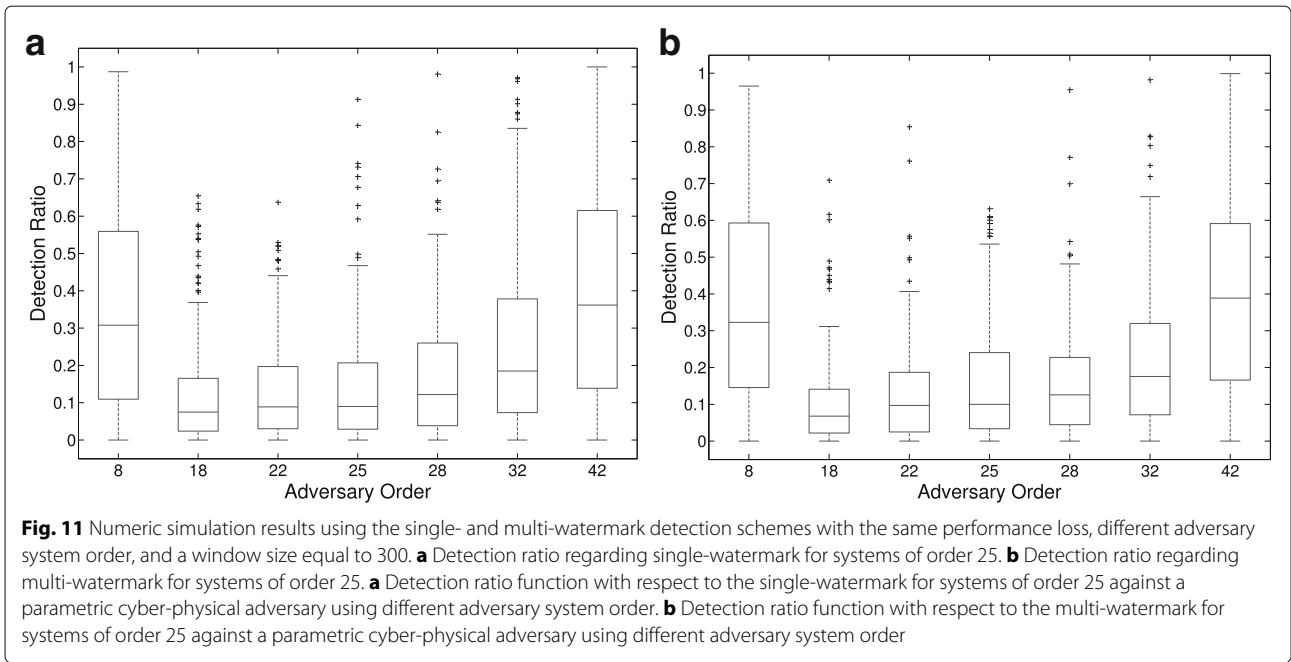 a
Detection Ratio
1
0.9
0.8
0.7
0.6
0.5
0.4
0.3
0.2
0.1
0
8 18 22 25 28 32 42
Adversary Order
b
Detection Ratio
1
0.9
0.8
0.7
0.6
0.5
0.4
0.3
0.2
0.1
0
8 18 22 25 28 32 42
Adversary Order
Fig. 11 Numeric simulation results using the single- and multi-watermark detection schemes with the same performance loss, different adversary
system order, and a window size equal to 300. a Detection ratio regarding single-watermark for systems of order 25. b Detection ratio regarding
multi-watermark for systems of order 25. a Detection ratio function with respect to the single-watermark for systems of order 25 against a
parametric cyber-physical adversary using different adversary system order. b Detection ratio function with respect to the multi-watermark for
systems of order 25 against a parametric cyber-physical adversary using different adversary system order